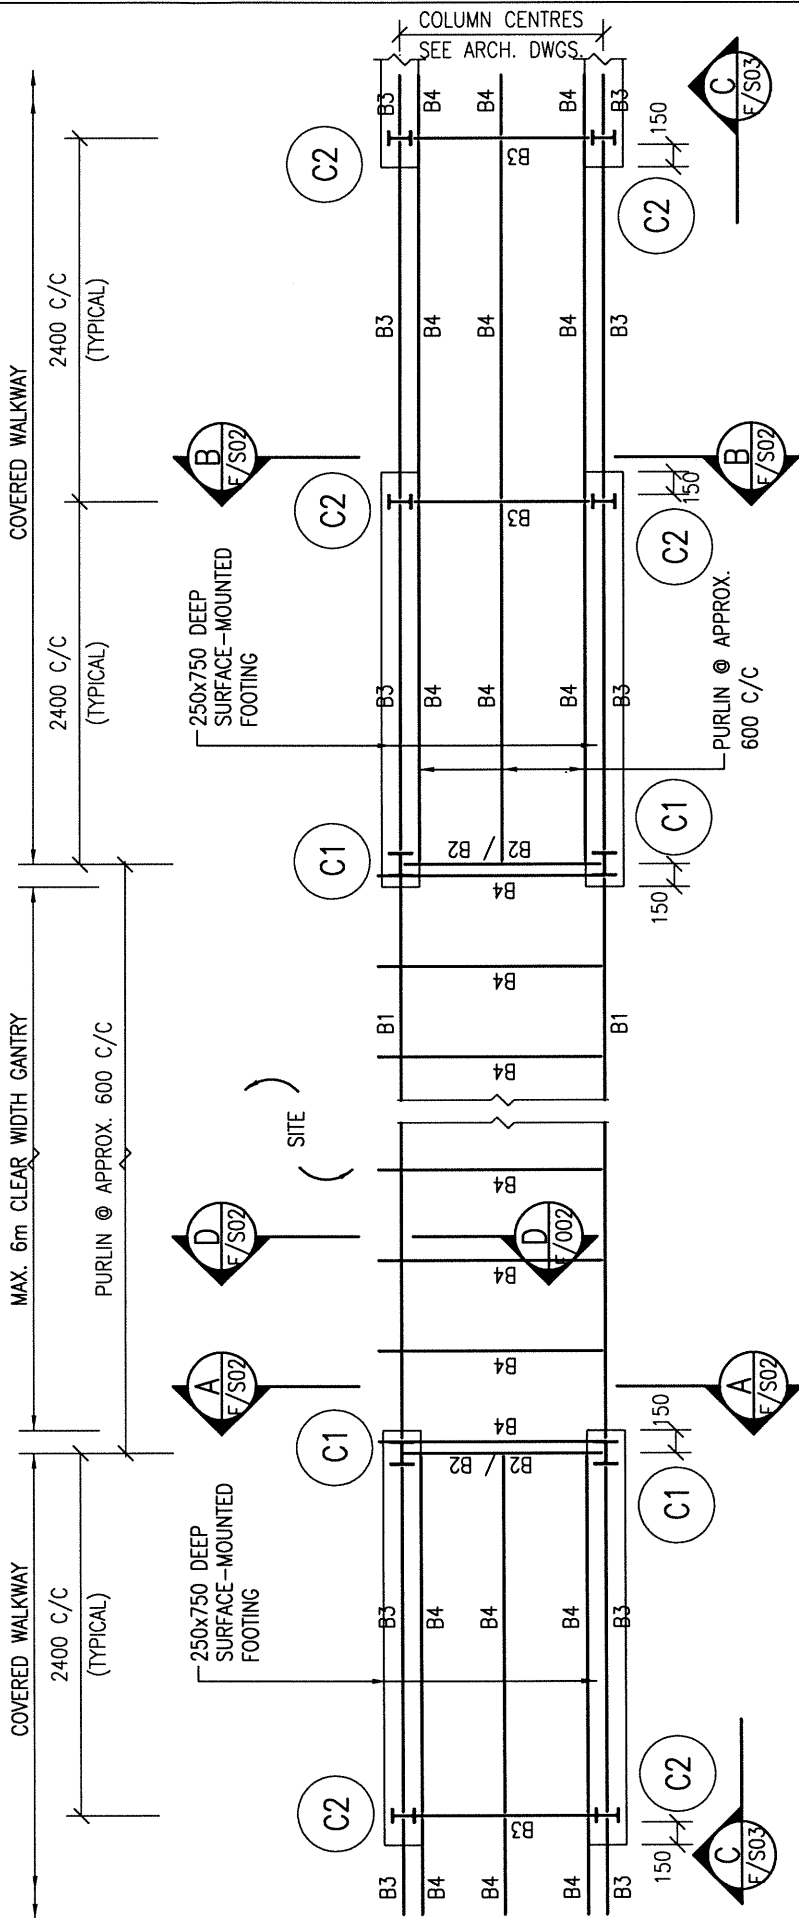 COLUMN CENTRES
SEE ARCH. DWGS.
COVERED WALKWAY
MAX. 6m CLEAR WIDTH GANTRY
COVERED WALKWAY
2400 C/C
(TYPICAL)
2400 C/C
(TYPICAL)
PURLIN @ APPROX. 600 C/C
2400 C/C
(TYPICAL)
B3
B4
B4
B4
B3
C
F/S03
150
C2
B3
C2
B3
B4
B4
B4
B3
B
F/S02
B
F/S02
150
C2
B3
C2
250x750 DEEP
SURFACE-MOUNTED
FOOTING
B3
B4
B4
B4
B3
PURLIN @ APPROX.
600 C/C
C1
B2 / B2
C1
B4
150
B4
B1
B1
B4
SITE
B4
D
F/S02
D
F/002
B4
B4
A
F/S02
A
F/S02
B4
150
C1
B2 / B2
C1
250x750 DEEP
SURFACE-MOUNTED
FOOTING
B3
B4
B4
B4
B3
C2
B3
C2
150
B3
B4
B4
B4
B3
C
F/S03